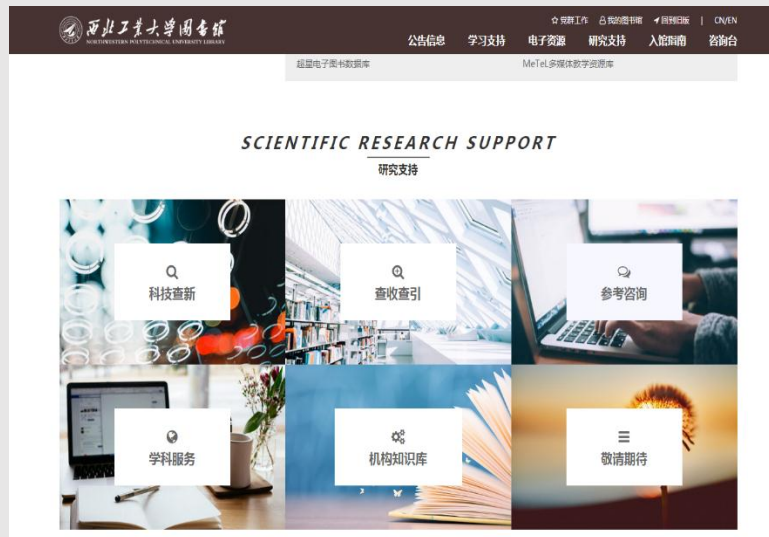 西北工业大学图书馆
NORTHWESTERN POLYTECHNICAL UNIVERSITY LIBRARY
党群工作 我的图书馆 回到旧版 | CN/EN
公告信息 学习支持 电子资源 研究支持 入馆指南 咨询台
超星电子图书数据库 MeTeL多媒体教学资源库
SCIENTIFIC RESEARCH SUPPORT
研究支持
科技查新 查收查引 参考咨询
学科服务 机构知识库 敬请期待